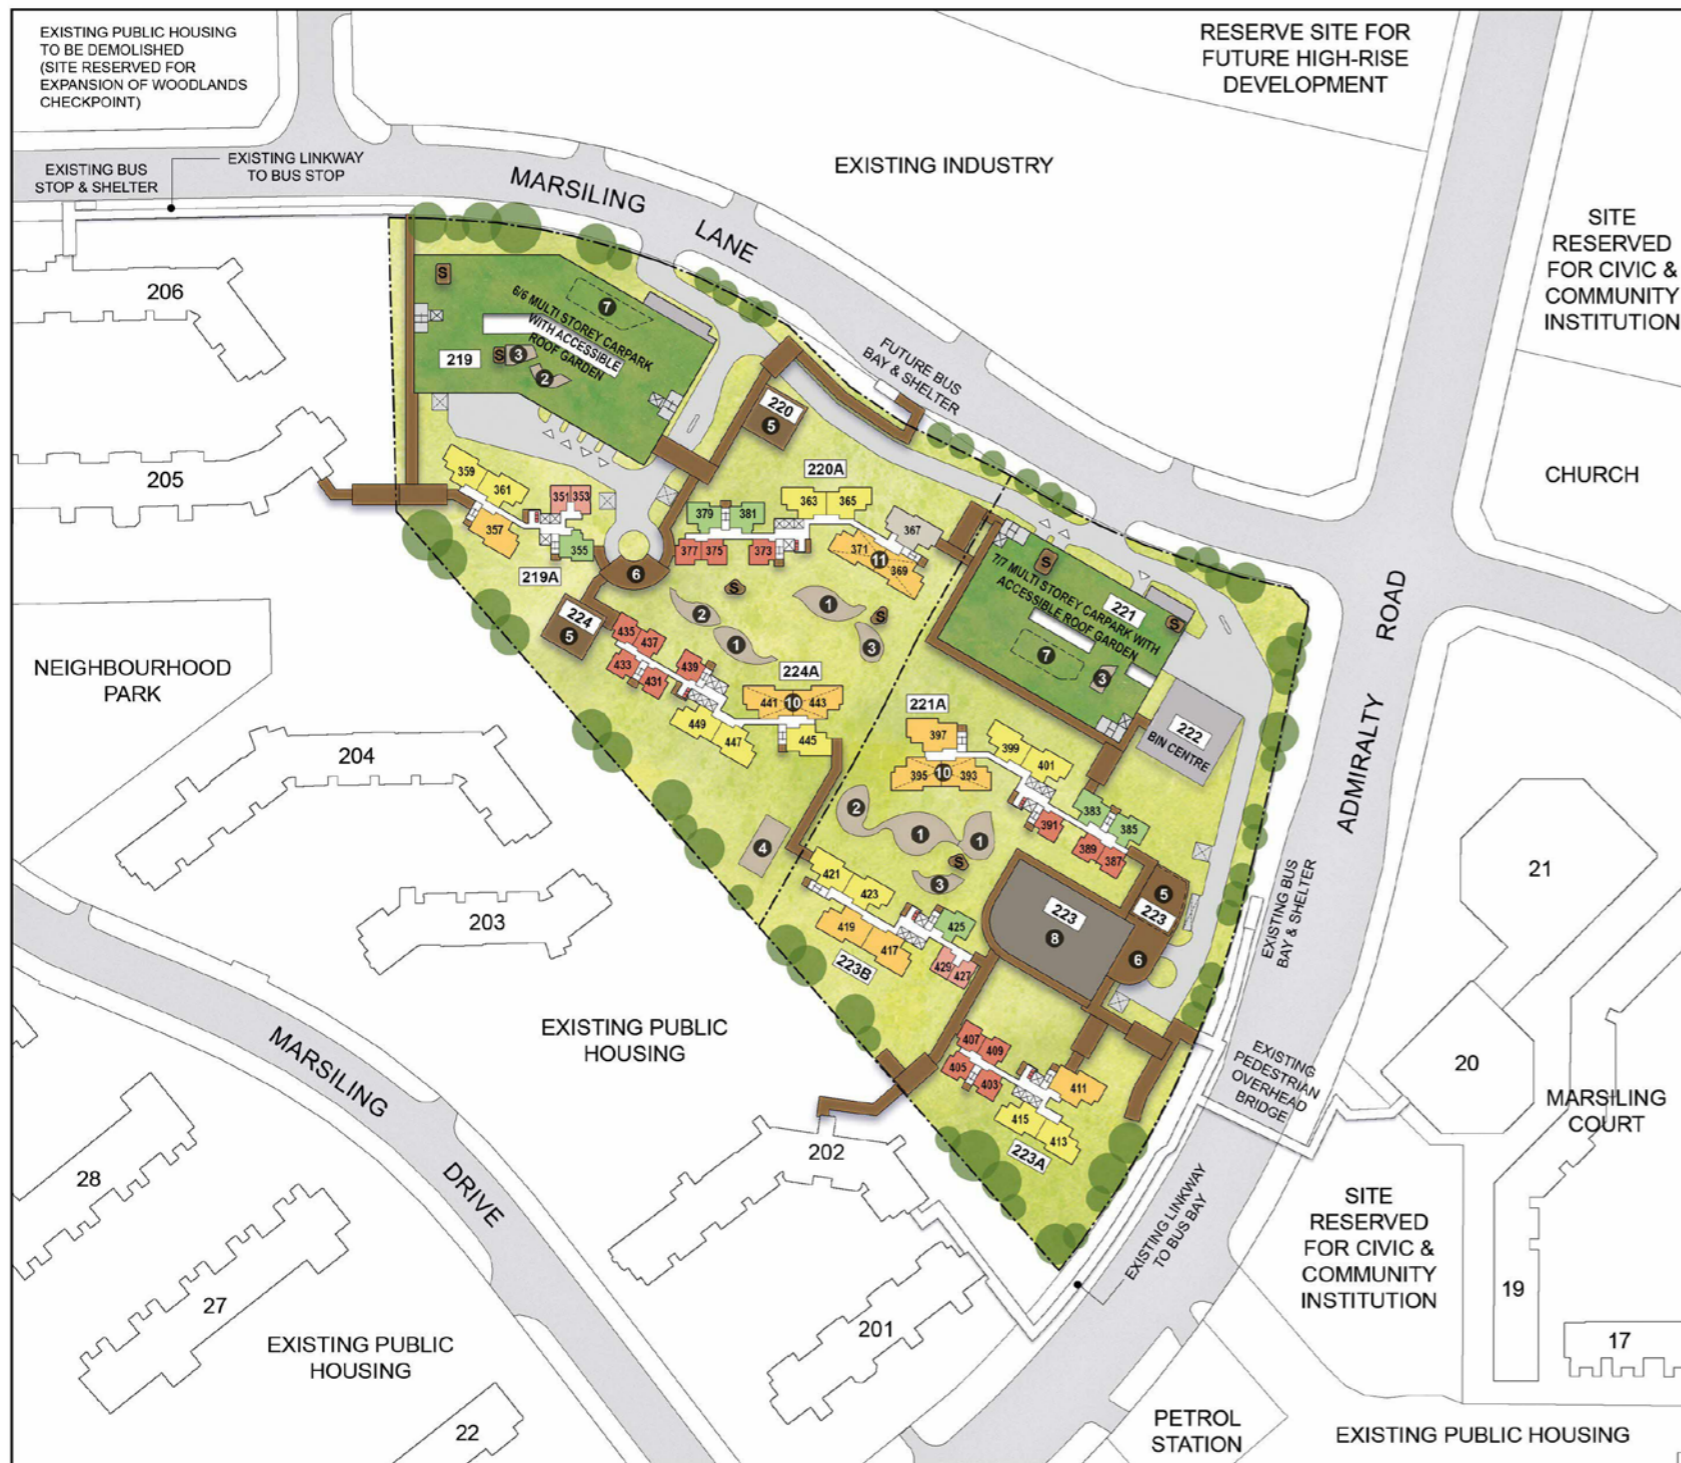 EXISTING PUBLIC HOUSING
TO BE DEMOLISHED
(SITE RESERVED FOR
EXPANSION OF WOODLANDS
CHECKPOINT)
RESERVE SITE FOR
FUTURE HIGH-RISE
DEVELOPMENT
EXISTING BUS
STOP & SHELTER
EXISTING LINKWAY
TO BUS STOP
MARSILING
LANE
EXISTING INDUSTRY
SITE
RESERVED
FOR CIVIC &
COMMUNITY
INSTITUTION
206
S
7
6/6 MULTI STOREY CARPARK
WITH ACCESSIBLE
ROOF GARDEN
219
S
3
2
FUTURE BUS
BAY & SHELTER
220
5
205
CHURCH
359
361
357
351
353
355
219A
220A
363
365
379
381
377
375
373
367
371
11
369
6
S
S
2
1
1
3
224
5
S
221
S
7/7 MULTI STOREY CARPARK WITH
ACCESSIBLE ROOF GARDEN
7
3
ADMIRALTY
ROAD
NEIGHBOURHOOD
PARK
435
437
433
431
439
224A
441
10
443
449
447
445
221A
397
399
401
395
10
393
383
385
391
389
387
222
BIN CENTRE
204
2
1
1
S
3
4
203
421
423
419
417
425
429
427
223B
223
8
5
223
6
EXISTING BUS
BAY & SHELTER
21
EXISTING PUBLIC
HOUSING
MARSILING
DRIVE
407
409
405
403
411
415
413
223A
EXISTING
PEDESTRIAN
OVERHEAD
BRIDGE
20
MARSILING
COURT
202
28
27
EXISTING LINKWAY
TO BUS BAY
SITE
RESERVED
FOR CIVIC &
COMMUNITY
INSTITUTION
19
17
201
EXISTING PUBLIC
HOUSING
22
PETROL
STATION
EXISTING PUBLIC HOUSING